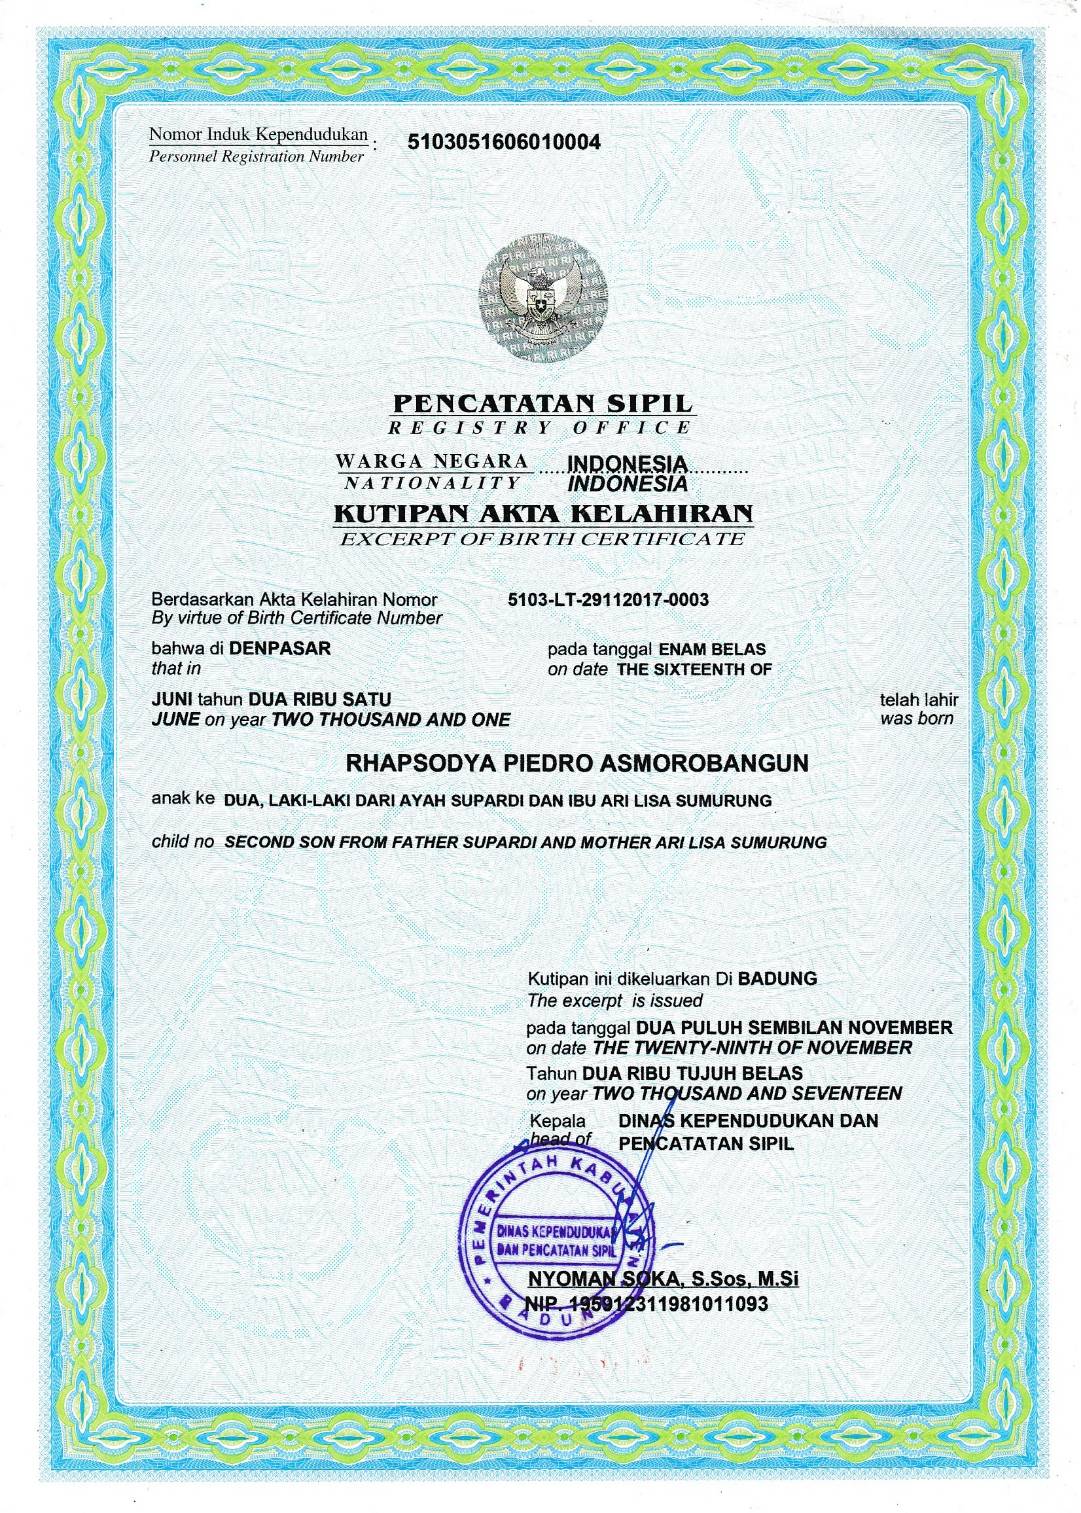 Nomor Induk Kependudukan : 5103051606010004
Personnel Registration Number
PENCATATAN SIPIL
REGISTRY OFFICE
WARGA NEGARA .....INDONESIA...........
NATIONALITY INDONESIA
KUTIPAN AKTA KELAHIRAN
EXCERPT OF BIRTH CERTIFICATE
Berdasarkan Akta Kelahiran Nomor 5103-LT-29112017-0003
By virtue of Birth Certificate Number
bahwa di DENPASAR pada tanggal ENAM BELAS
that in on date THE SIXTEENTH OF
JUNI tahun DUA RIBU SATU telah lahir
JUNE on year TWO THOUSAND AND ONE was born
RHAPSODYA PIEDRO ASMOROBANGUN
anak ke DUA, LAKI-LAKI DARI AYAH SUPARDI DAN IBU ARI LISA SUMURUNG
child no SECOND SON FROM FATHER SUPARDI AND MOTHER ARI LISA SUMURUNG
Kutipan ini dikeluarkan Di BADUNG
The excerpt is issued
pada tanggal DUA PULUH SEMBILAN NOVEMBER
on date THE TWENTY-NINTH OF NOVEMBER
Tahun DUA RIBU TUJUH BELAS
on year TWO THOUSAND AND SEVENTEEN
Kepala DINAS KEPENDUDUKAN DAN
head of PENCATATAN SIPIL
PEMERINTAH KABUPATEN
DINAS KEPENDUDUKAN
DAN PENCATATAN SIPIL
BADUNG
NYOMAN SOKA, S.Sos, M.Si
NIP. 195912311981011093